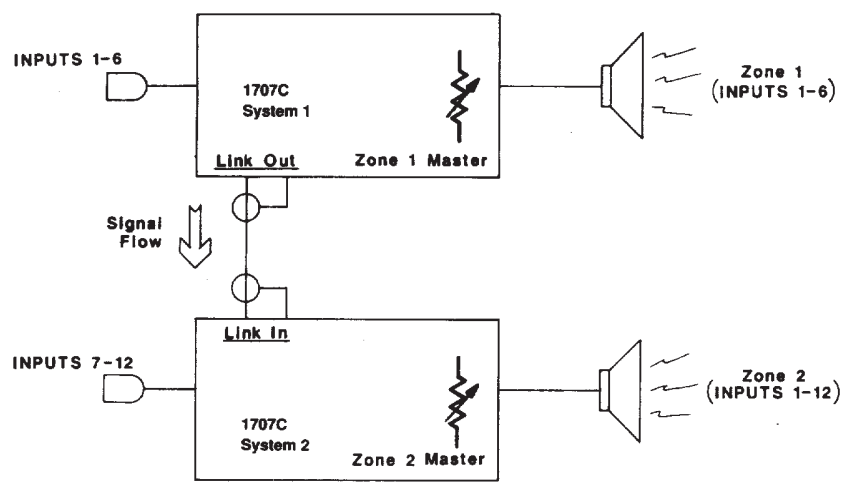 INPUTS 1-6
1707C
System 1
Link Out
Zone 1 Master
Zone 1
(INPUTS 1-6)
Signal
Flow
Link In
INPUTS 7-12
1707C
System 2
Zone 2 Master
Zone 2
(INPUTS 1-12)